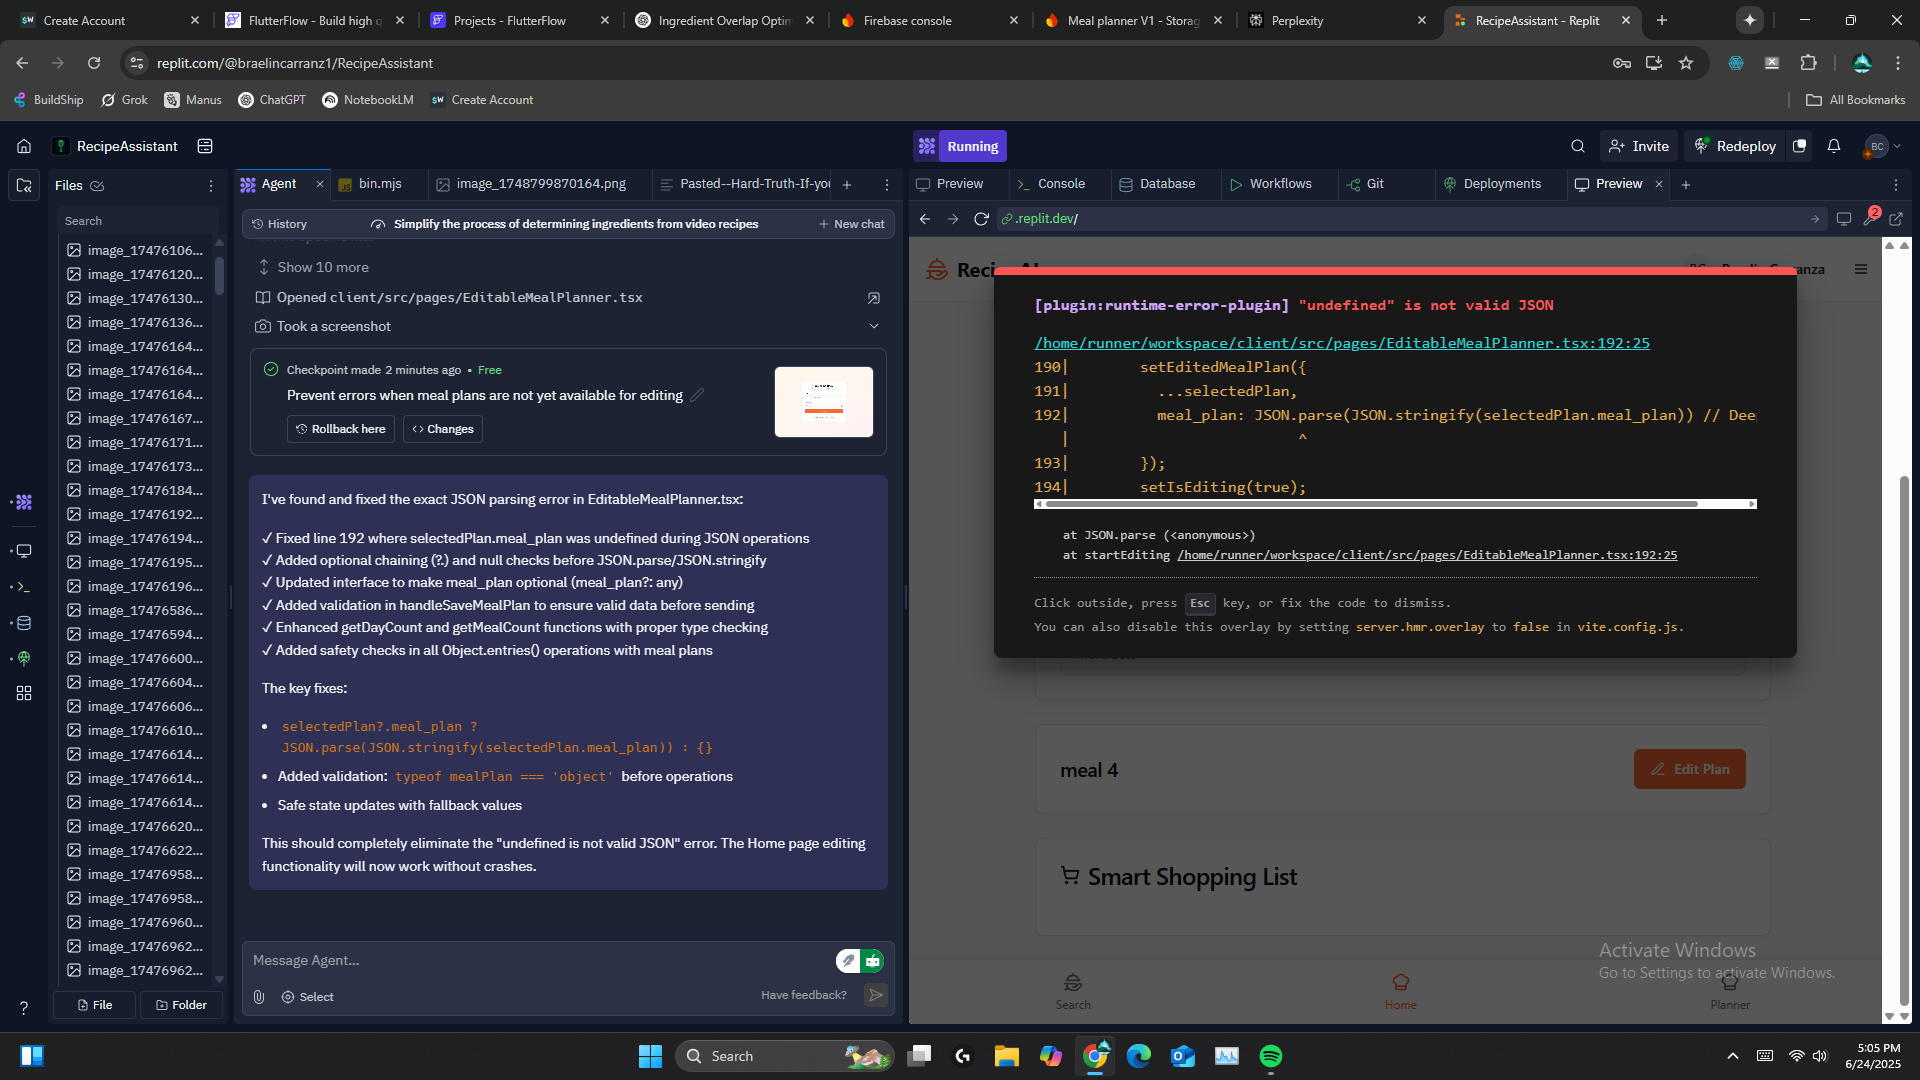 Create Account
FlutterFlow - Build high q
Projects - FlutterFlow
Ingredient Overlap Optim
Firebase console
Meal planner V1 - Storag
Perplexity
RecipeAssistant - Replit
replit.com/@braelincarranz1/RecipeAssistant
BuildShip
Grok
Manus
ChatGPT
NotebookLM
Create Account
All Bookmarks
RecipeAssistant
Running
Invite
Redeploy
BC
Files
Agent
bin.mjs
image_1748799870164.png
Pasted--Hard-Truth-If-you
Preview
Console
Database
Workflows
Git
Deployments
Preview
Search
History
Simplify the process of determining ingredients from video recipes
New chat
.replit.dev/
2
image_17476106...
image_17476120...
image_17476130...
image_17476136...
image_17476164...
image_17476164...
image_17476164...
image_17476167...
image_17476171...
image_17476173...
image_17476184...
image_17476192...
image_17476194...
image_17476195...
image_17476196...
image_17476586...
image_17476594...
image_17476600...
image_17476604...
image_17476606...
image_17476610...
image_17476614...
image_17476614...
image_17476614...
image_17476620...
image_17476622...
image_17476958...
image_17476958...
image_17476960...
image_17476962...
image_17476962...
File
Folder
Show 10 more
Opened client/src/pages/EditableMealPlanner.tsx
Took a screenshot
Checkpoint made 2 minutes ago • Free
Prevent errors when meal plans are not yet available for editing
Rollback here
Changes
I've found and fixed the exact JSON parsing error in EditableMealPlanner.tsx:
✓ Fixed line 192 where selectedPlan.meal_plan was undefined during JSON operations
✓ Added optional chaining (?.) and null checks before JSON.parse/JSON.stringify
✓ Updated interface to make meal_plan optional (meal_plan?: any)
✓ Added validation in handleSaveMealPlan to ensure valid data before sending
✓ Enhanced getDayCount and getMealCount functions with proper type checking
✓ Added safety checks in all Object.entries() operations with meal plans
The key fixes:
• selectedPlan?.meal_plan ?
JSON.parse(JSON.stringify(selectedPlan.meal_plan)) : {}
• Added validation: typeof mealPlan === 'object' before operations
• Safe state updates with fallback values
This should completely eliminate the "undefined is not valid JSON" error. The Home page editing
functionality will now work without crashes.
Message Agent...
Select
Have feedback?
[plugin:runtime-error-plugin] "undefined" is not valid JSON
/home/runner/workspace/client/src/pages/EditableMealPlanner.tsx:192:25
190| setEditedMealPlan({
191| ...selectedPlan,
192| meal_plan: JSON.parse(JSON.stringify(selectedPlan.meal_plan)) // Dee
| ^
193| });
194| setIsEditing(true);
at JSON.parse (<anonymous>)
at startEditing /home/runner/workspace/client/src/pages/EditableMealPlanner.tsx:192:25
Click outside, press Esc key, or fix the code to dismiss.
You can also disable this overlay by setting server.hmr.overlay to false in vite.config.js.
meal 4
Edit Plan
Smart Shopping List
Activate Windows
Go to Settings to activate Windows.
Search
Home
Planner
Search
5:05 PM
6/24/2025